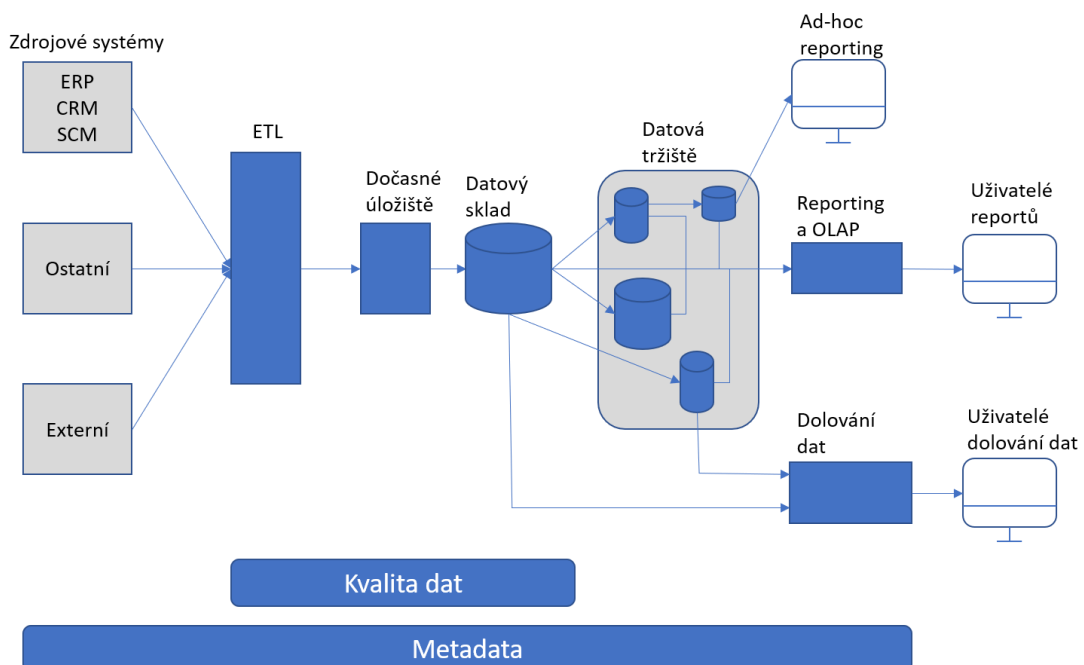 Zdrojové systémy
ERP
CRM
SCM
Ostatní
Externí
ETL
Dočasné
úložiště
Datový
sklad
Datová
tržiště
Ad-hoc
reporting
Reporting
a OLAP
Uživatelé
reportů
Dolování
dat
Uživatelé
dolování dat
Kvalita dat
Metadata